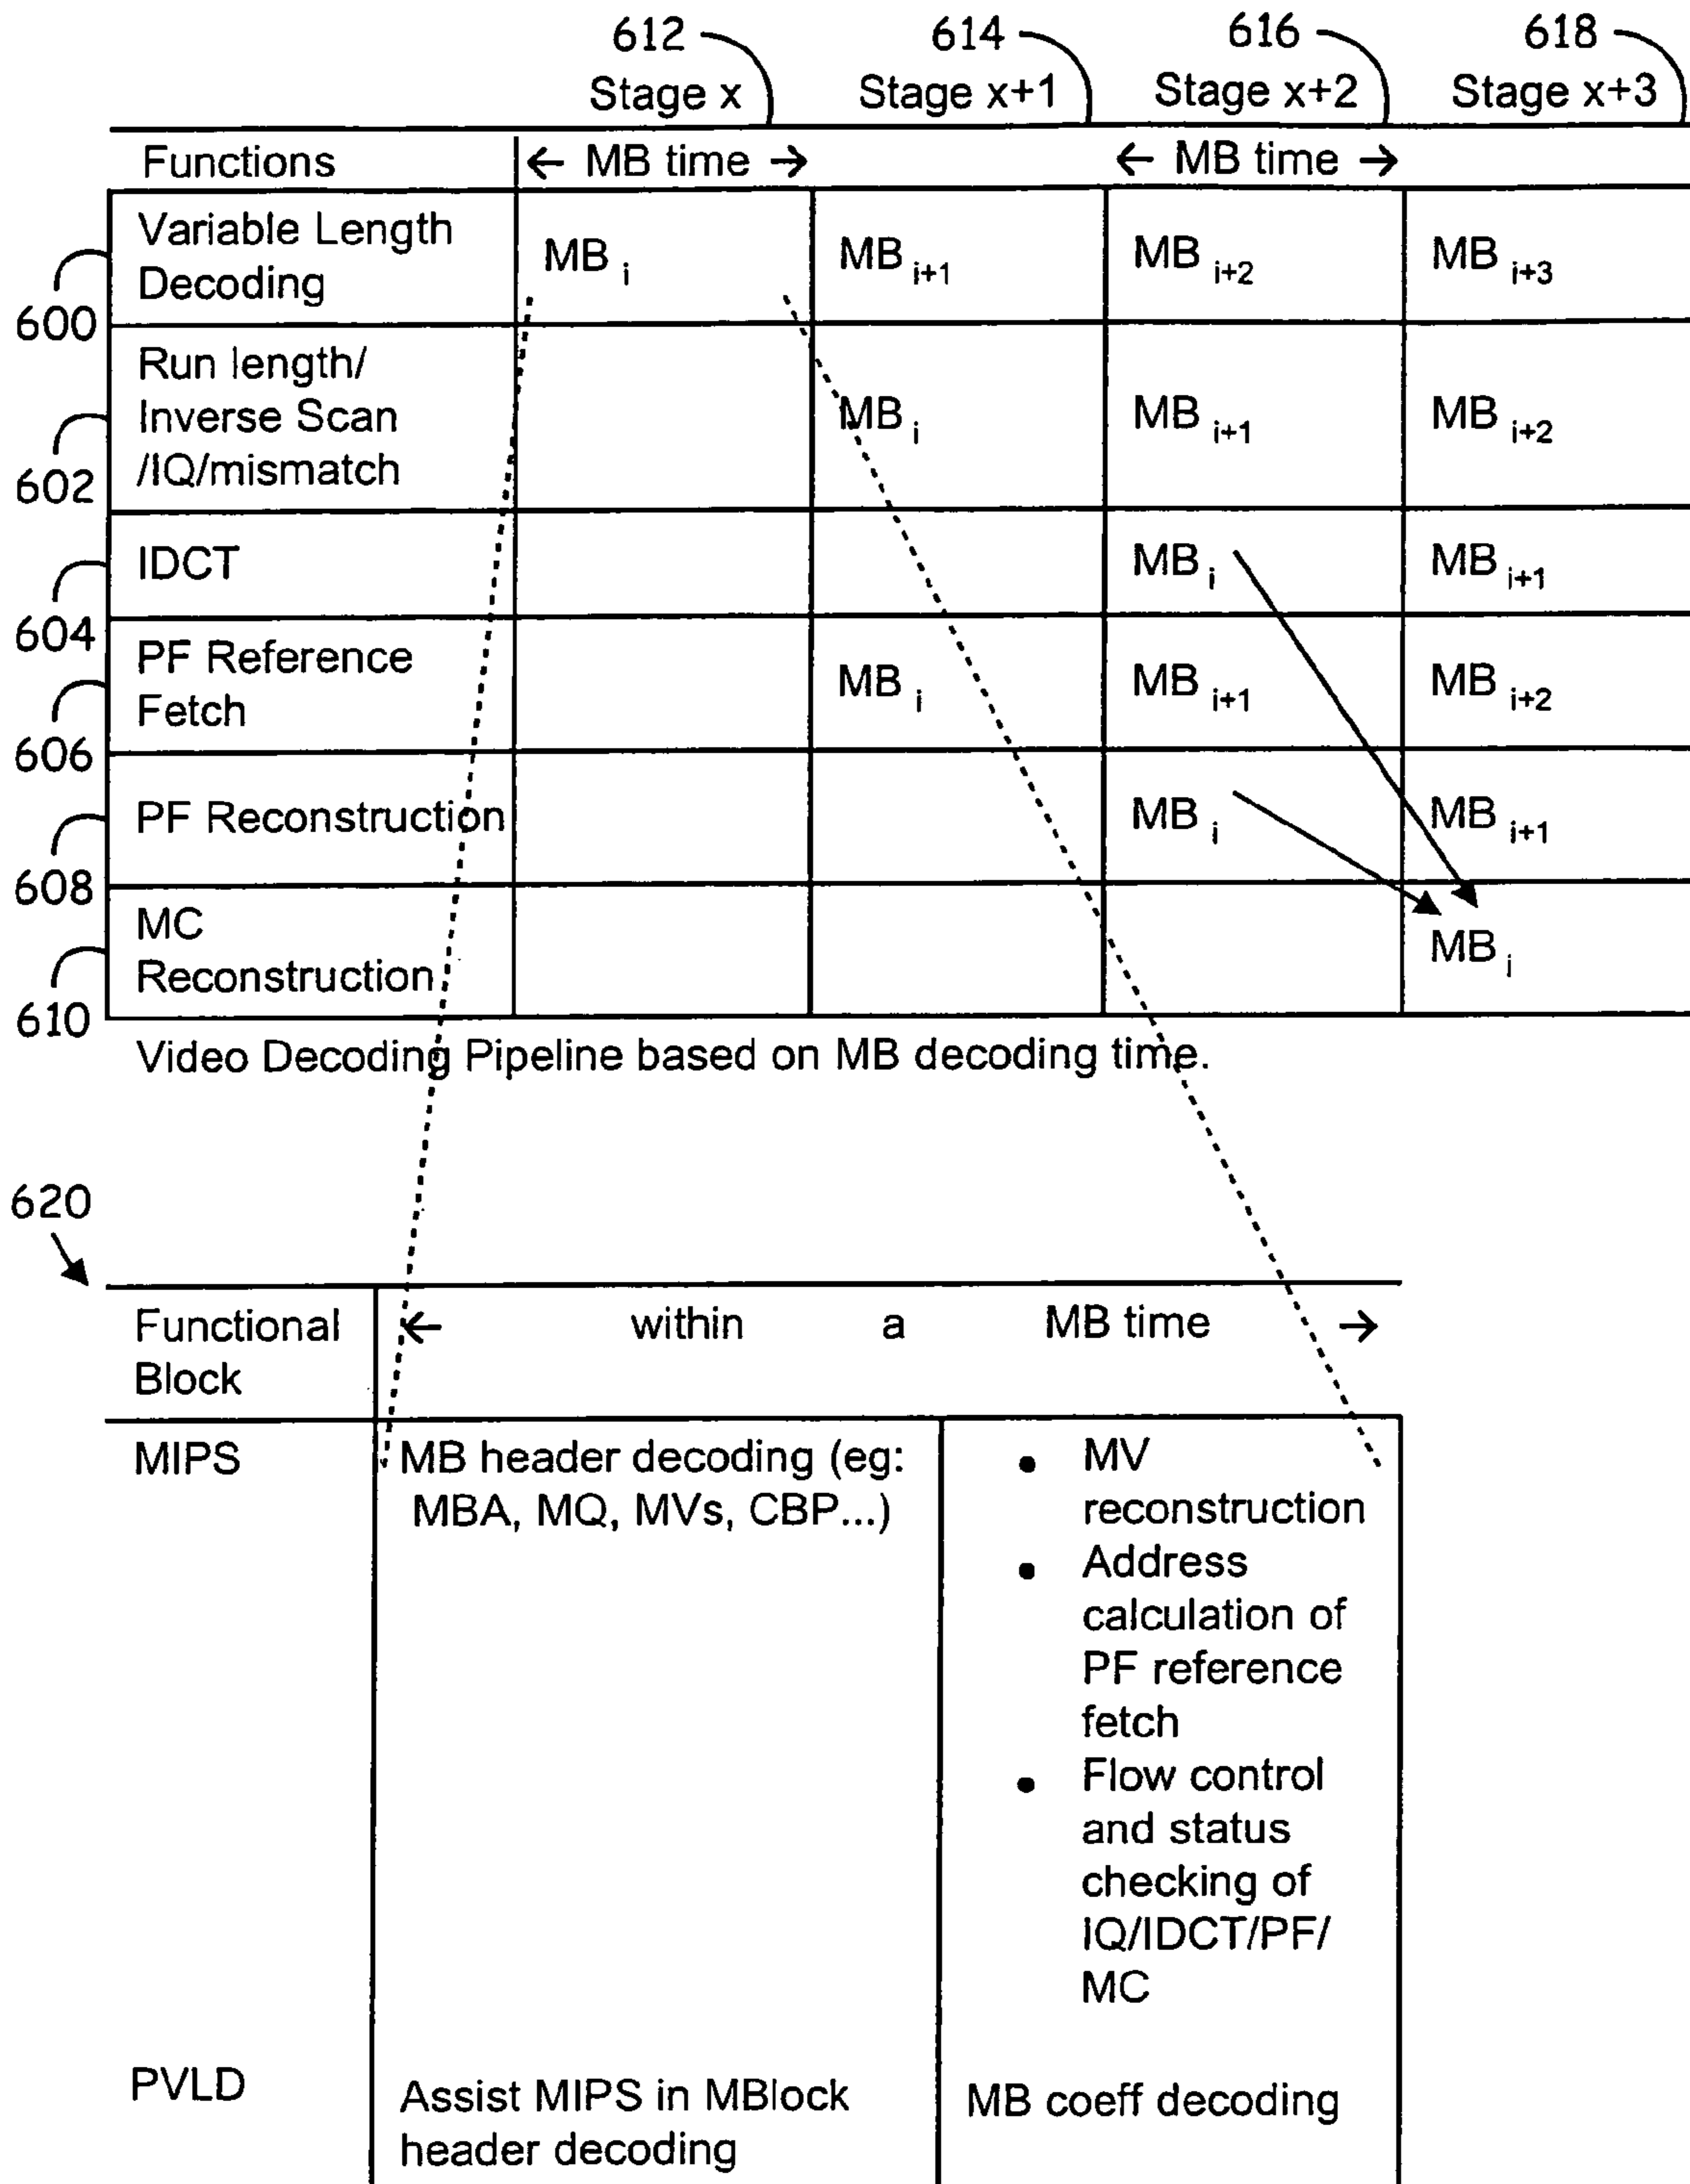 612 614 616 618
Stage x Stage x+1 Stage x+2 Stage x+3
Functions ← MB time → ← MB time →
Variable Length
Decoding
MB i MB i+1 MB i+2 MB i+3
600
Run length/
Inverse Scan
/IQ/mismatch
MB i MB i+1 MB i+2
602
IDCT MB i MB i+1
604
PF Reference
Fetch
MB i MB i+1 MB i+2
606
PF Reconstruction MB i MB i+1
608
MC
Reconstruction
MB i
610
Video Decoding Pipeline based on MB decoding time.
620
Functional
Block
← within a MB time →
MIPS
MB header decoding (eg:
MBA, MQ, MVs, CBP...)
• MV
reconstruction
• Address
calculation of
PF reference
fetch
• Flow control
and status
checking of
IQ/IDCT/PF/
MC
PVLD
Assist MIPS in MBlock
header decoding
MB coeff decoding